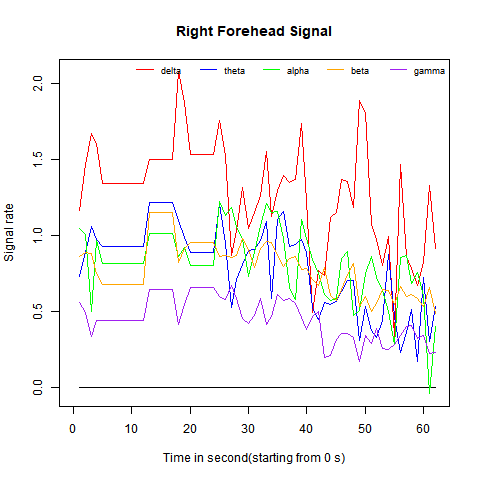 Right Forehead Signal
delta theta alpha beta gamma
2.0
1.5
1.0
0.5
0.0
Signal rate
0 10 20 30 40 50 60
Time in second(starting from 0 s)